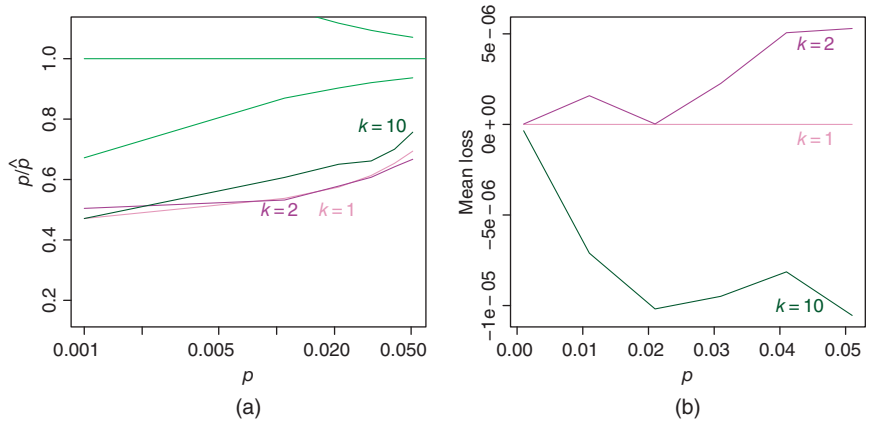 p/p̂
1.0
0.8
0.6
0.4
0.2
k = 10
k = 2
k = 1
0.001
0.005
0.020
0.050
p
(a)
Mean loss
5e−06
0e+00
−5e−06
−1e−05
k = 2
k = 1
k = 10
0.00
0.01
0.02
0.03
0.04
0.05
p
(b)